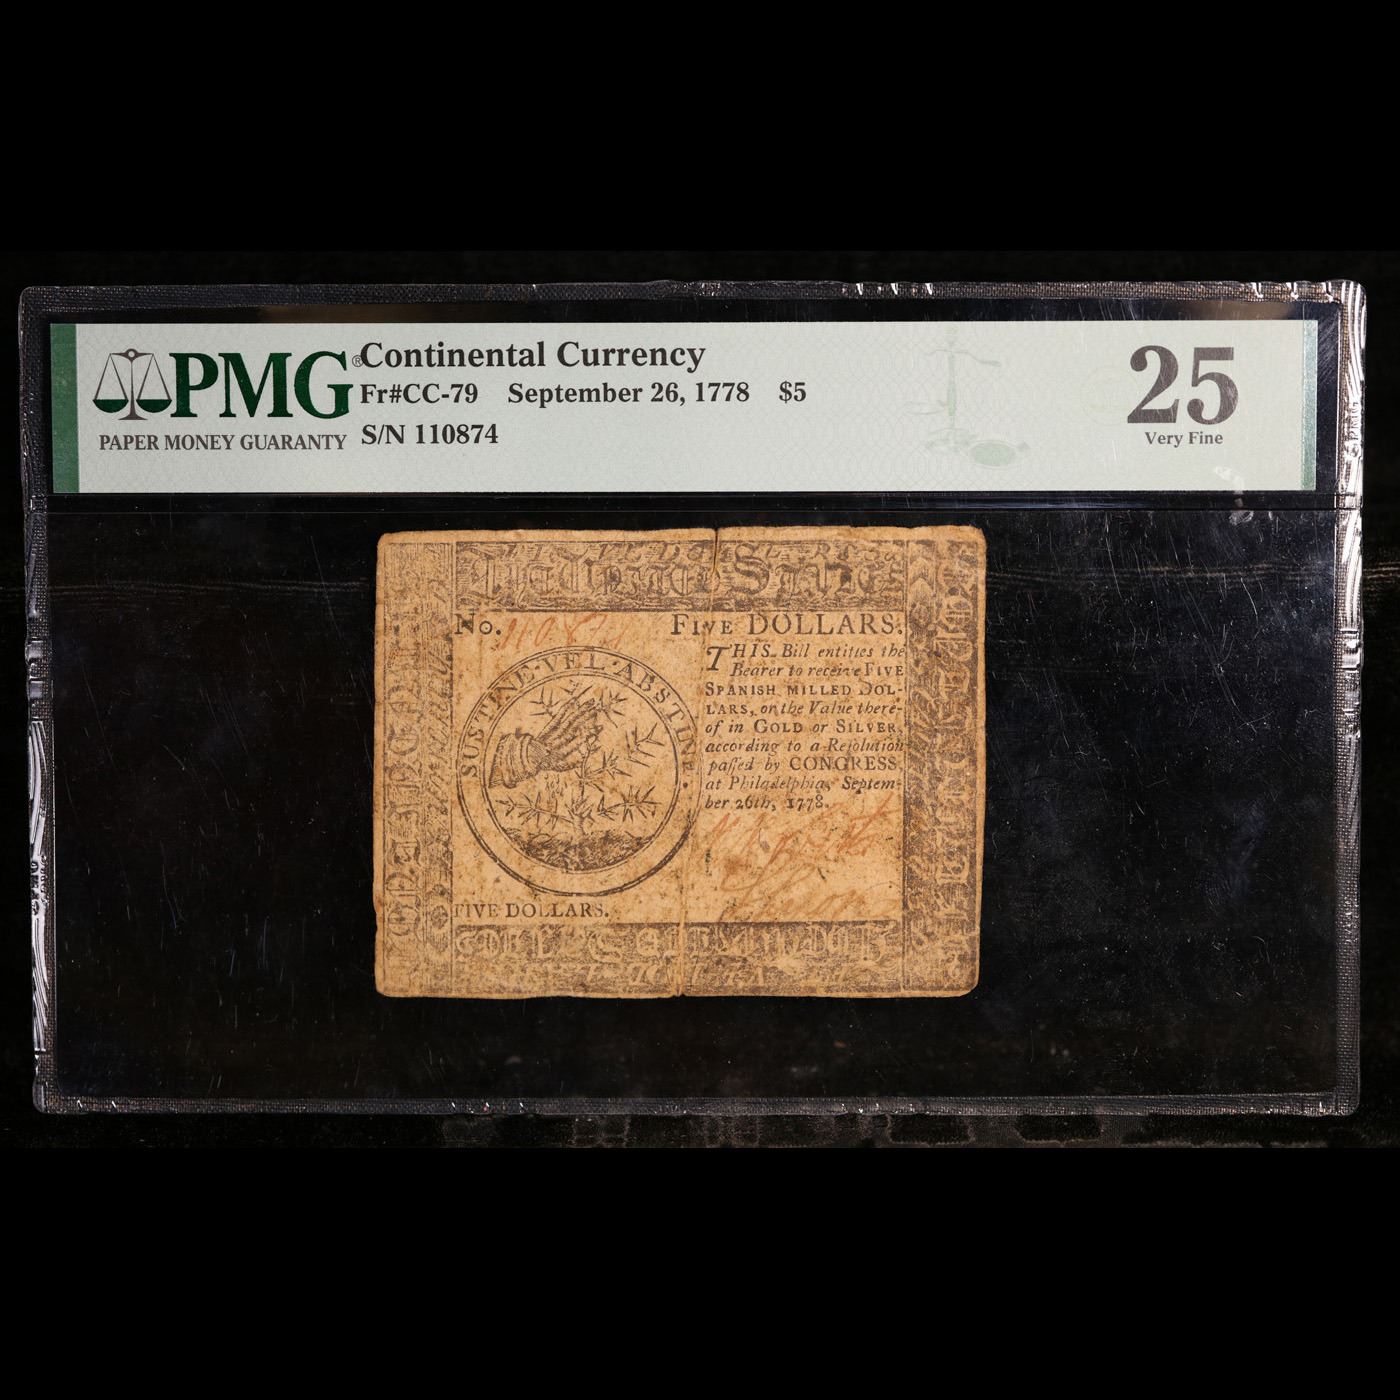 PMG®
PAPER MONEY GUARANTY
Continental Currency
Fr#CC-79 September 26, 1778 $5
S/N 110874
25
Very Fine
No. 110874
FIVE DOLLARS.
SUSTINE·VEL·ABSTINE·
THIS Bill entitles the
Bearer to receive FIVE
SPANISH MILLED DOL-
LARS, or the Value there-
of in GOLD or SILVER,
according to a Resolution
passed by CONGRESS,
at Philadelphia, Septem-
ber 26th, 1778.
FIVE DOLLARS.